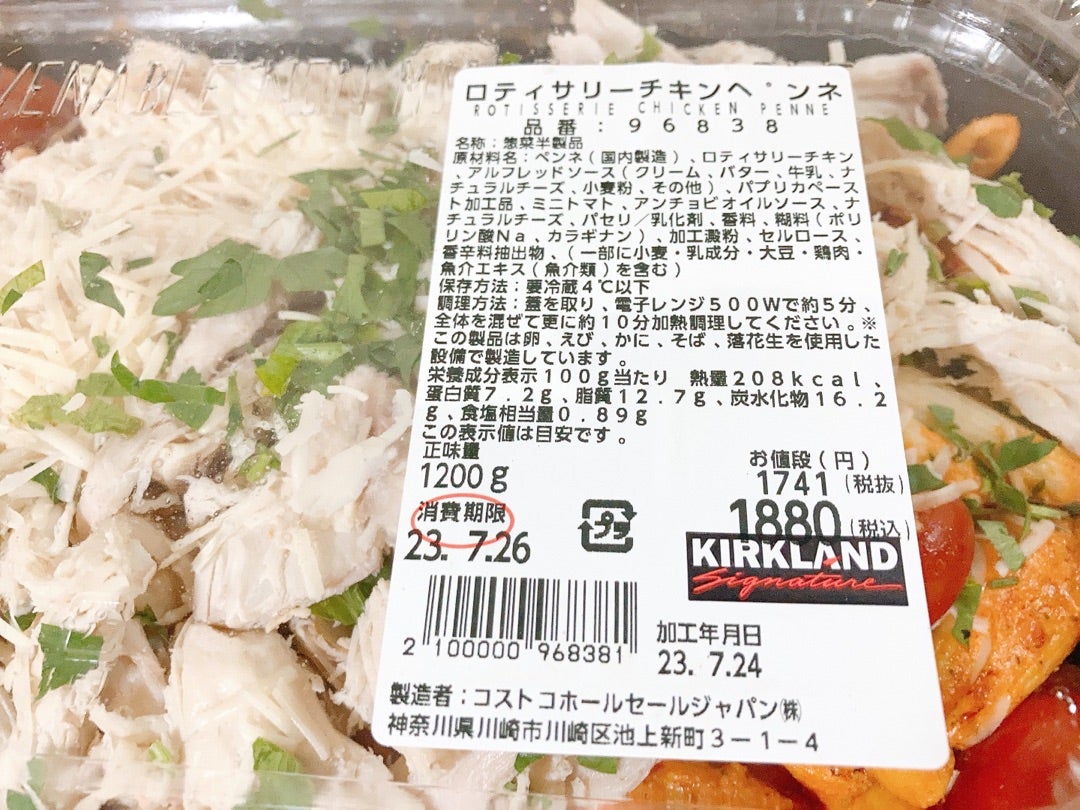 ロティサリーチキンペンネ
ROTISSERIE CHICKEN PENNE
品番:96838
名称:惣菜半製品
原材料名:ペンネ(国内製造)、ロティサリーチキン
、アルフレッドソース(クリーム、バター、牛乳、ナ
チュラルチーズ、小麦粉、その他)、パプリカペース
ト加工品、ミニトマト、アンチョビオイルソース、ナ
チュラルチーズ、パセリ/乳化剤、香料、糊料(ポリ
リン酸Na、カラギナン)、加工澱粉、セルロース、
香辛料抽出物、(一部に小麦・乳成分・大豆・鶏肉・
魚介エキス(魚介類)を含む)
保存方法:要冷蔵4℃以下
調理方法:蓋を取り、電子レンジ500Wで約5分、
全体を混ぜて更に約10分加熱調理してください。※
この製品は卵、えび、かに、そば、落花生を使用した
設備で製造しています。
栄養成分表示100g当たり 熱量208kcal、
蛋白質7.2g、脂質12.7g、炭水化物16.2
g、食塩相当量0.89g
この表示値は目安です。
正味量
1200g
お値段(円)
1741(税抜)
1880(税込)
消費期限
23.7.26
プラ
KIRKLAND
Signature
2 100000 968381
加工年月日
23.7.24
製造者:コストコホールセールジャパン㈱
神奈川県川崎市川崎区池上新町3-1-4